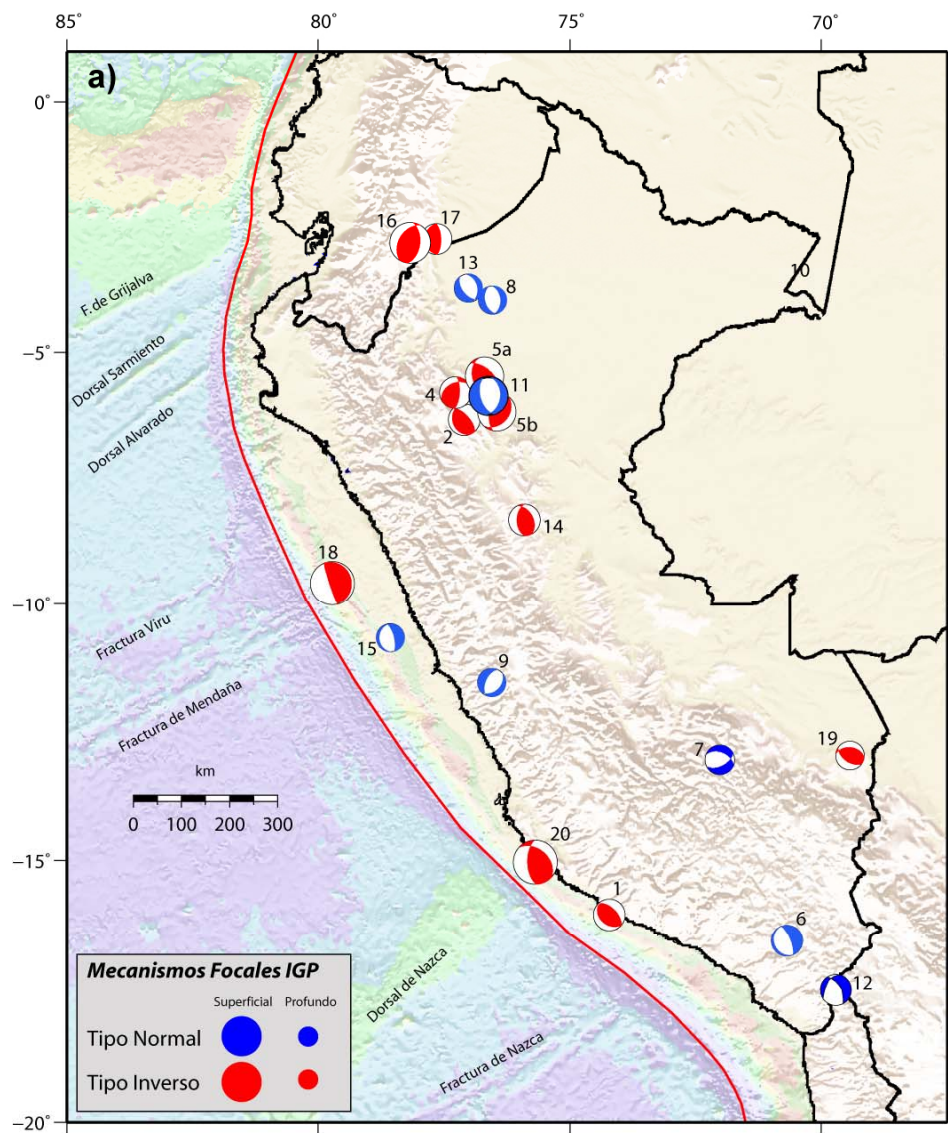 85˚ 80˚ 75˚ 70˚
a)
0˚
16 17
13
8
10
F. de Grijalva
−5˚
5a
Dorsal Sarmiento
4
11
Dorsal Alvarado
2
5b
14
18
−10˚
Fractura Viru
15
9
Fractura de Mendaña
7
19
km
0 100 200 300
20
−15˚
1
6
12
Dorsal de Nazca
Fractura de Nazca
Mecanismos Focales IGP
Superficial Profundo
Tipo Normal
Tipo Inverso
−20˚